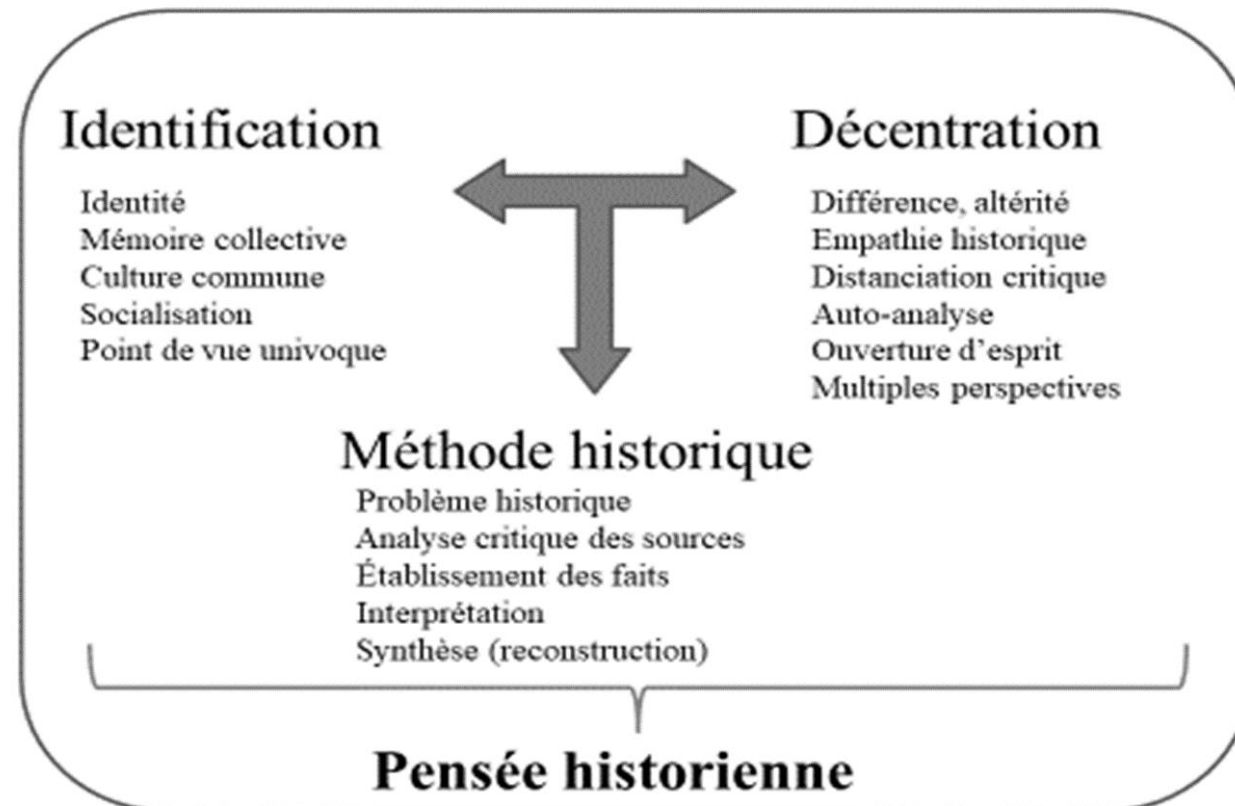 Identification
Identité
Mémoire collective
Culture commune
Socialisation
Point de vue univoque
Décentration
Différence, altérité
Empathie historique
Distanciation critique
Auto-analyse
Ouverture d'esprit
Multiples perspectives
Méthode historique
Problème historique
Analyse critique des sources
Établissement des faits
Interprétation
Synthèse (reconstruction)
Pensée historienne